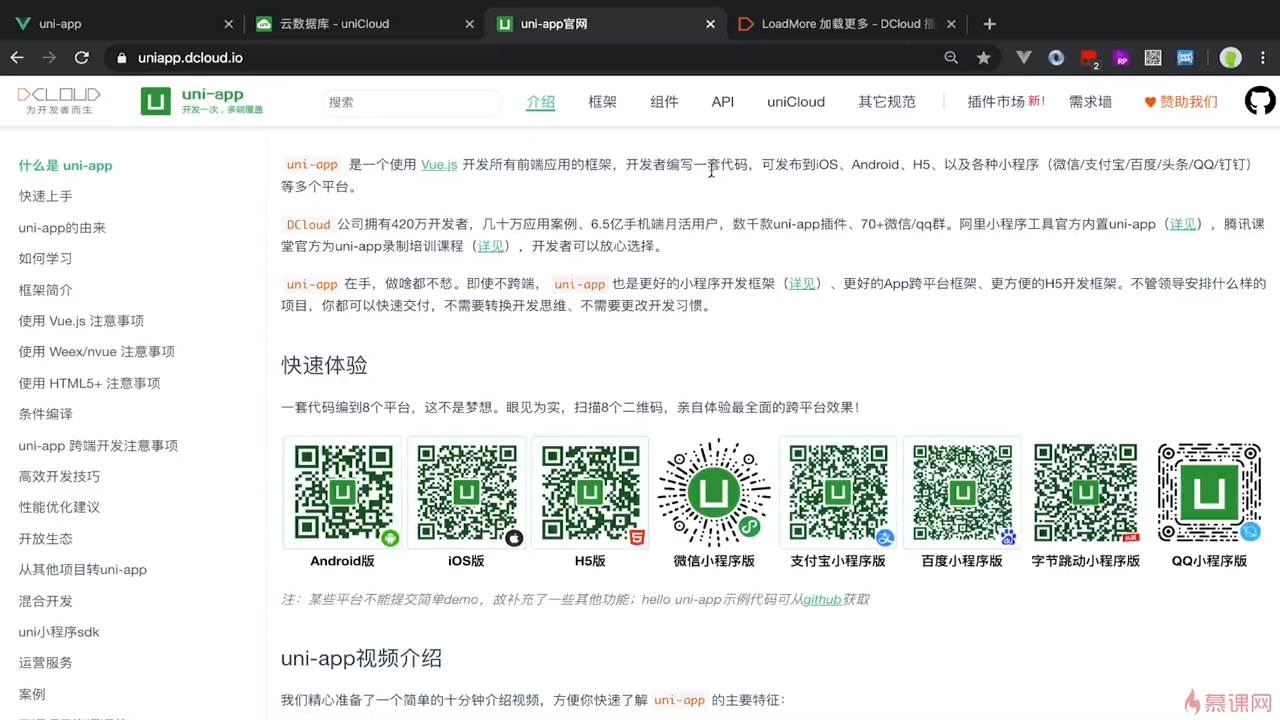 uni-app
云数据库 - uniCloud
uni-app官网
LoadMore 加载更多 - DCloud 插
uniapp.dcloud.io
2
RP
DCLOUD
为开发者而生
uni-app
开发一次，多端覆盖
搜索
介绍
框架
组件
API
uniCloud
其它规范
插件市场 新!
需求墙
赞助我们
什么是 uni-app
快速上手
uni-app的由来
如何学习
框架简介
使用 Vue.js 注意事项
使用 Weex/nvue 注意事项
使用 HTML5+ 注意事项
条件编译
uni-app 跨端开发注意事项
高效开发技巧
性能优化建议
开放生态
从其他项目转uni-app
混合开发
uni小程序sdk
运营服务
案例
uni-app 是一个使用 Vue.js 开发所有前端应用的框架，开发者编写一套代码，可发布到iOS、Android、H5、以及各种小程序（微信/支付宝/百度/头条/QQ/钉钉）
等多个平台。
DCloud 公司拥有420万开发者，几十万应用案例、6.5亿手机端月活用户，数千款uni-app插件、70+微信/qq群。阿里小程序工具官方内置uni-app（详见），腾讯课
堂官方为uni-app录制培训课程（详见），开发者可以放心选择。
uni-app 在手，做啥都不愁。即使不跨端， uni-app 也是更好的小程序开发框架（详见）、更好的App跨平台框架、更方便的H5开发框架。不管领导安排什么样的
项目，你都可以快速交付，不需要转换开发思维、不需要更改开发习惯。
快速体验
一套代码编到8个平台，这不是梦想。眼见为实，扫描8个二维码，亲自体验最全面的跨平台效果！
Android版
iOS版
H5版
微信小程序版
支付宝小程序版
百度小程序版
字节跳动小程序版
QQ小程序版
注：某些平台不能提交简单demo，故补充了一些其他功能；hello uni-app示例代码可从github获取
uni-app视频介绍
我们精心准备了一个简单的十分钟介绍视频，方便你快速了解 uni-app 的主要特征：
慕课网